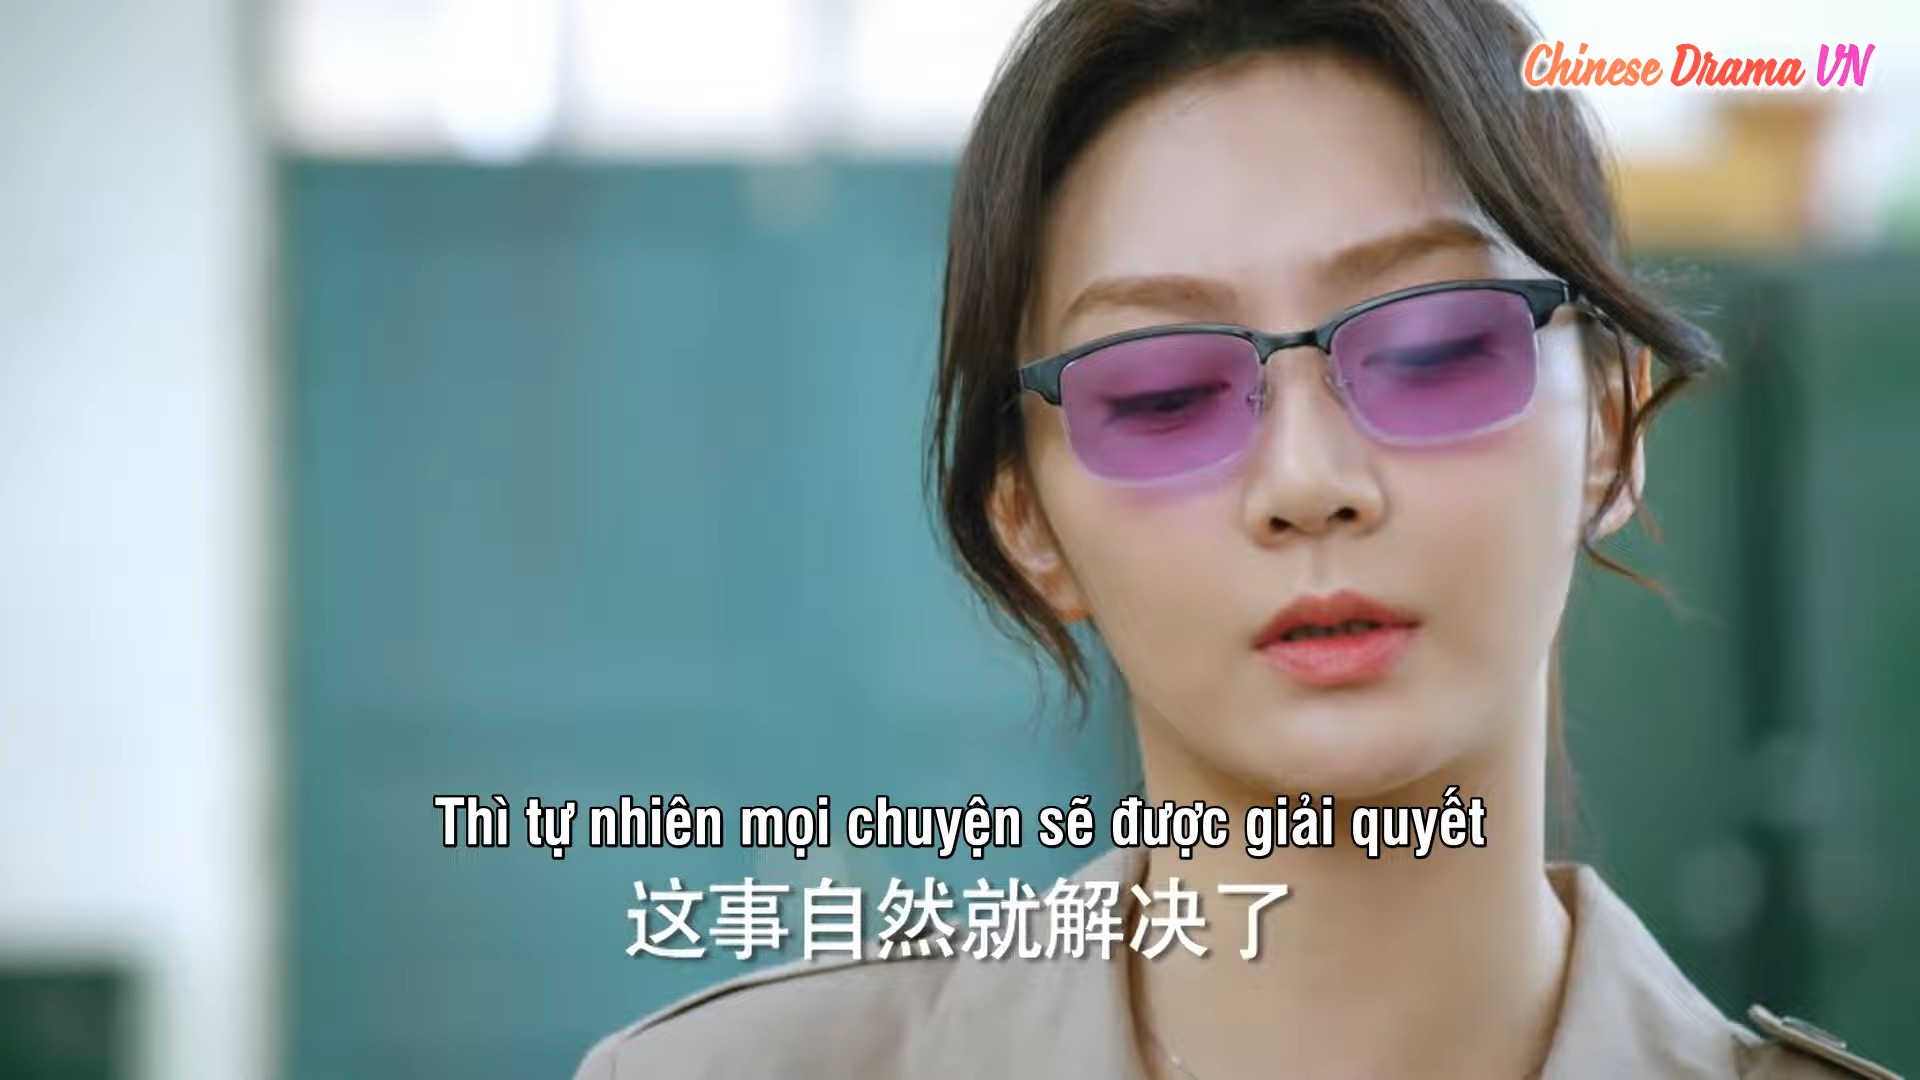 Chinese Drama VN
Thì tự nhiên mọi chuyện sẽ được giải quyết
这事自然就解决了